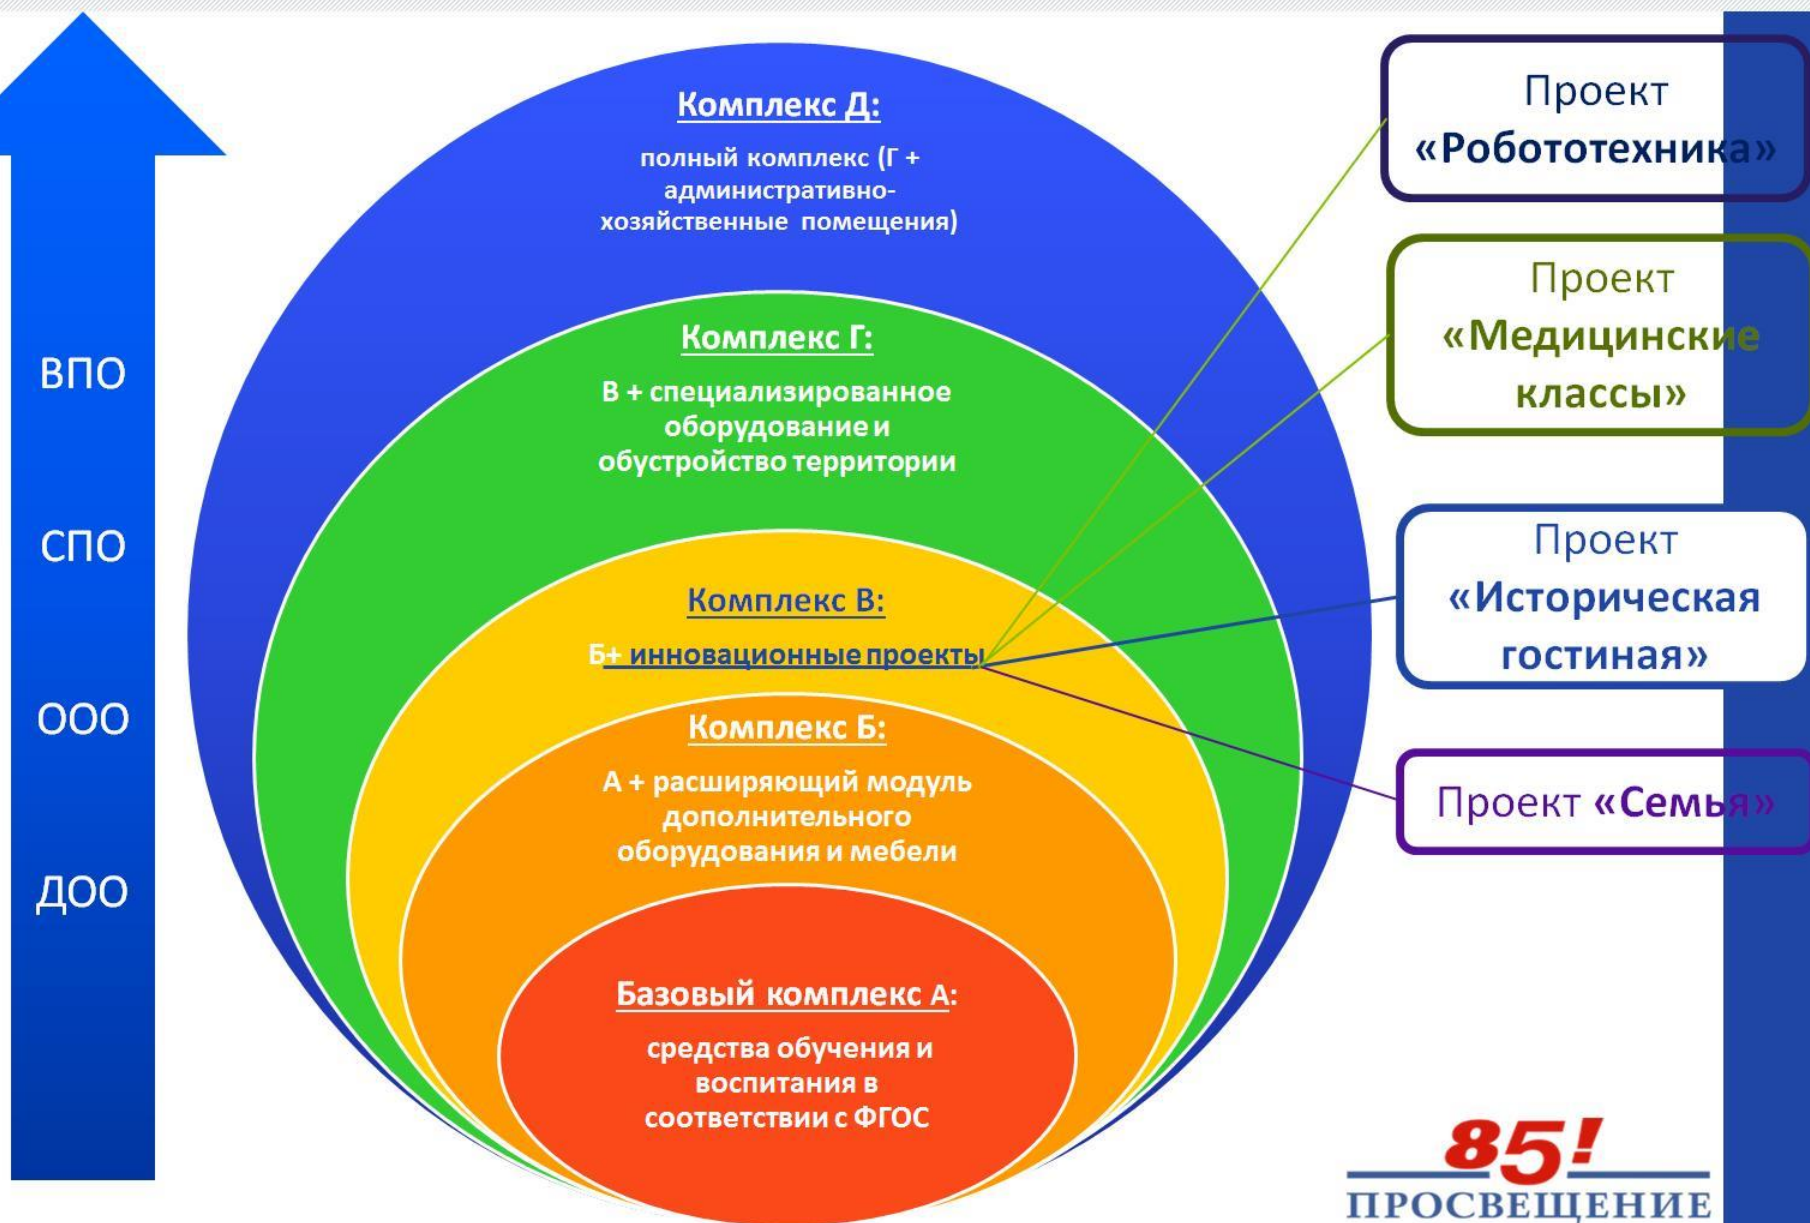 ВПО
СПО
ООО
ДОО
Комплекс Д:
полный комплекс (Г +
административно-
хозяйственные помещения)
Комплекс Г:
В + специализированное
оборудование и
обустройство территории
Комплекс В:
Б+ инновационные проекты
Комплекс Б:
А + расширяющий модуль
дополнительного
оборудования и мебели
Базовый комплекс А:
средства обучения и
воспитания в
соответствии с ФГОС
Проект
«Робототехника»
Проект
«Медицинские
классы»
Проект
«Историческая
гостиная»
Проект «Семья»
85!
ПРОСВЕЩЕНИЕ